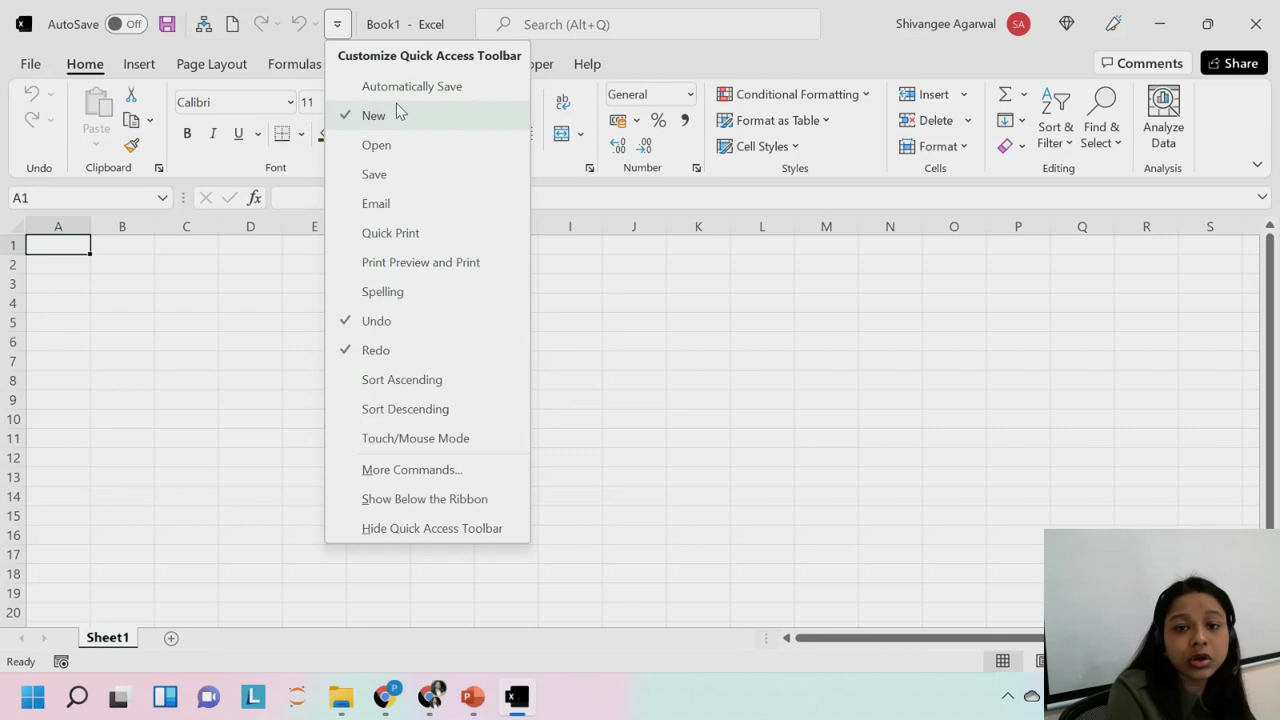 AutoSave Off Book1 - Excel Search (Alt+Q) Shivangee Agarwal SA
File Home Insert Page Layout Formulas oper Help Comments Share
Customize Quick Access Toolbar
Automatically Save
New
Open
Save
Email
Quick Print
Print Preview and Print
Spelling
Undo
Redo
Sort Ascending
Sort Descending
Touch/Mouse Mode
More Commands...
Show Below the Ribbon
Hide Quick Access Toolbar
Undo
Paste
Calibri 11
B I U
Font
ab
General
% 9
Number
Conditional Formatting
Format as Table
Cell Styles
Styles
Insert
Delete
Format
Cells
Sort & Filter
Find & Select
Analyze Data
Analysis
A1 fx
A B C D E I J K L M N O P Q R S
1
2
3
4
5
6
7
8
9
10
11
12
13
14
15
16
17
18
19
20
Sheet1
Ready